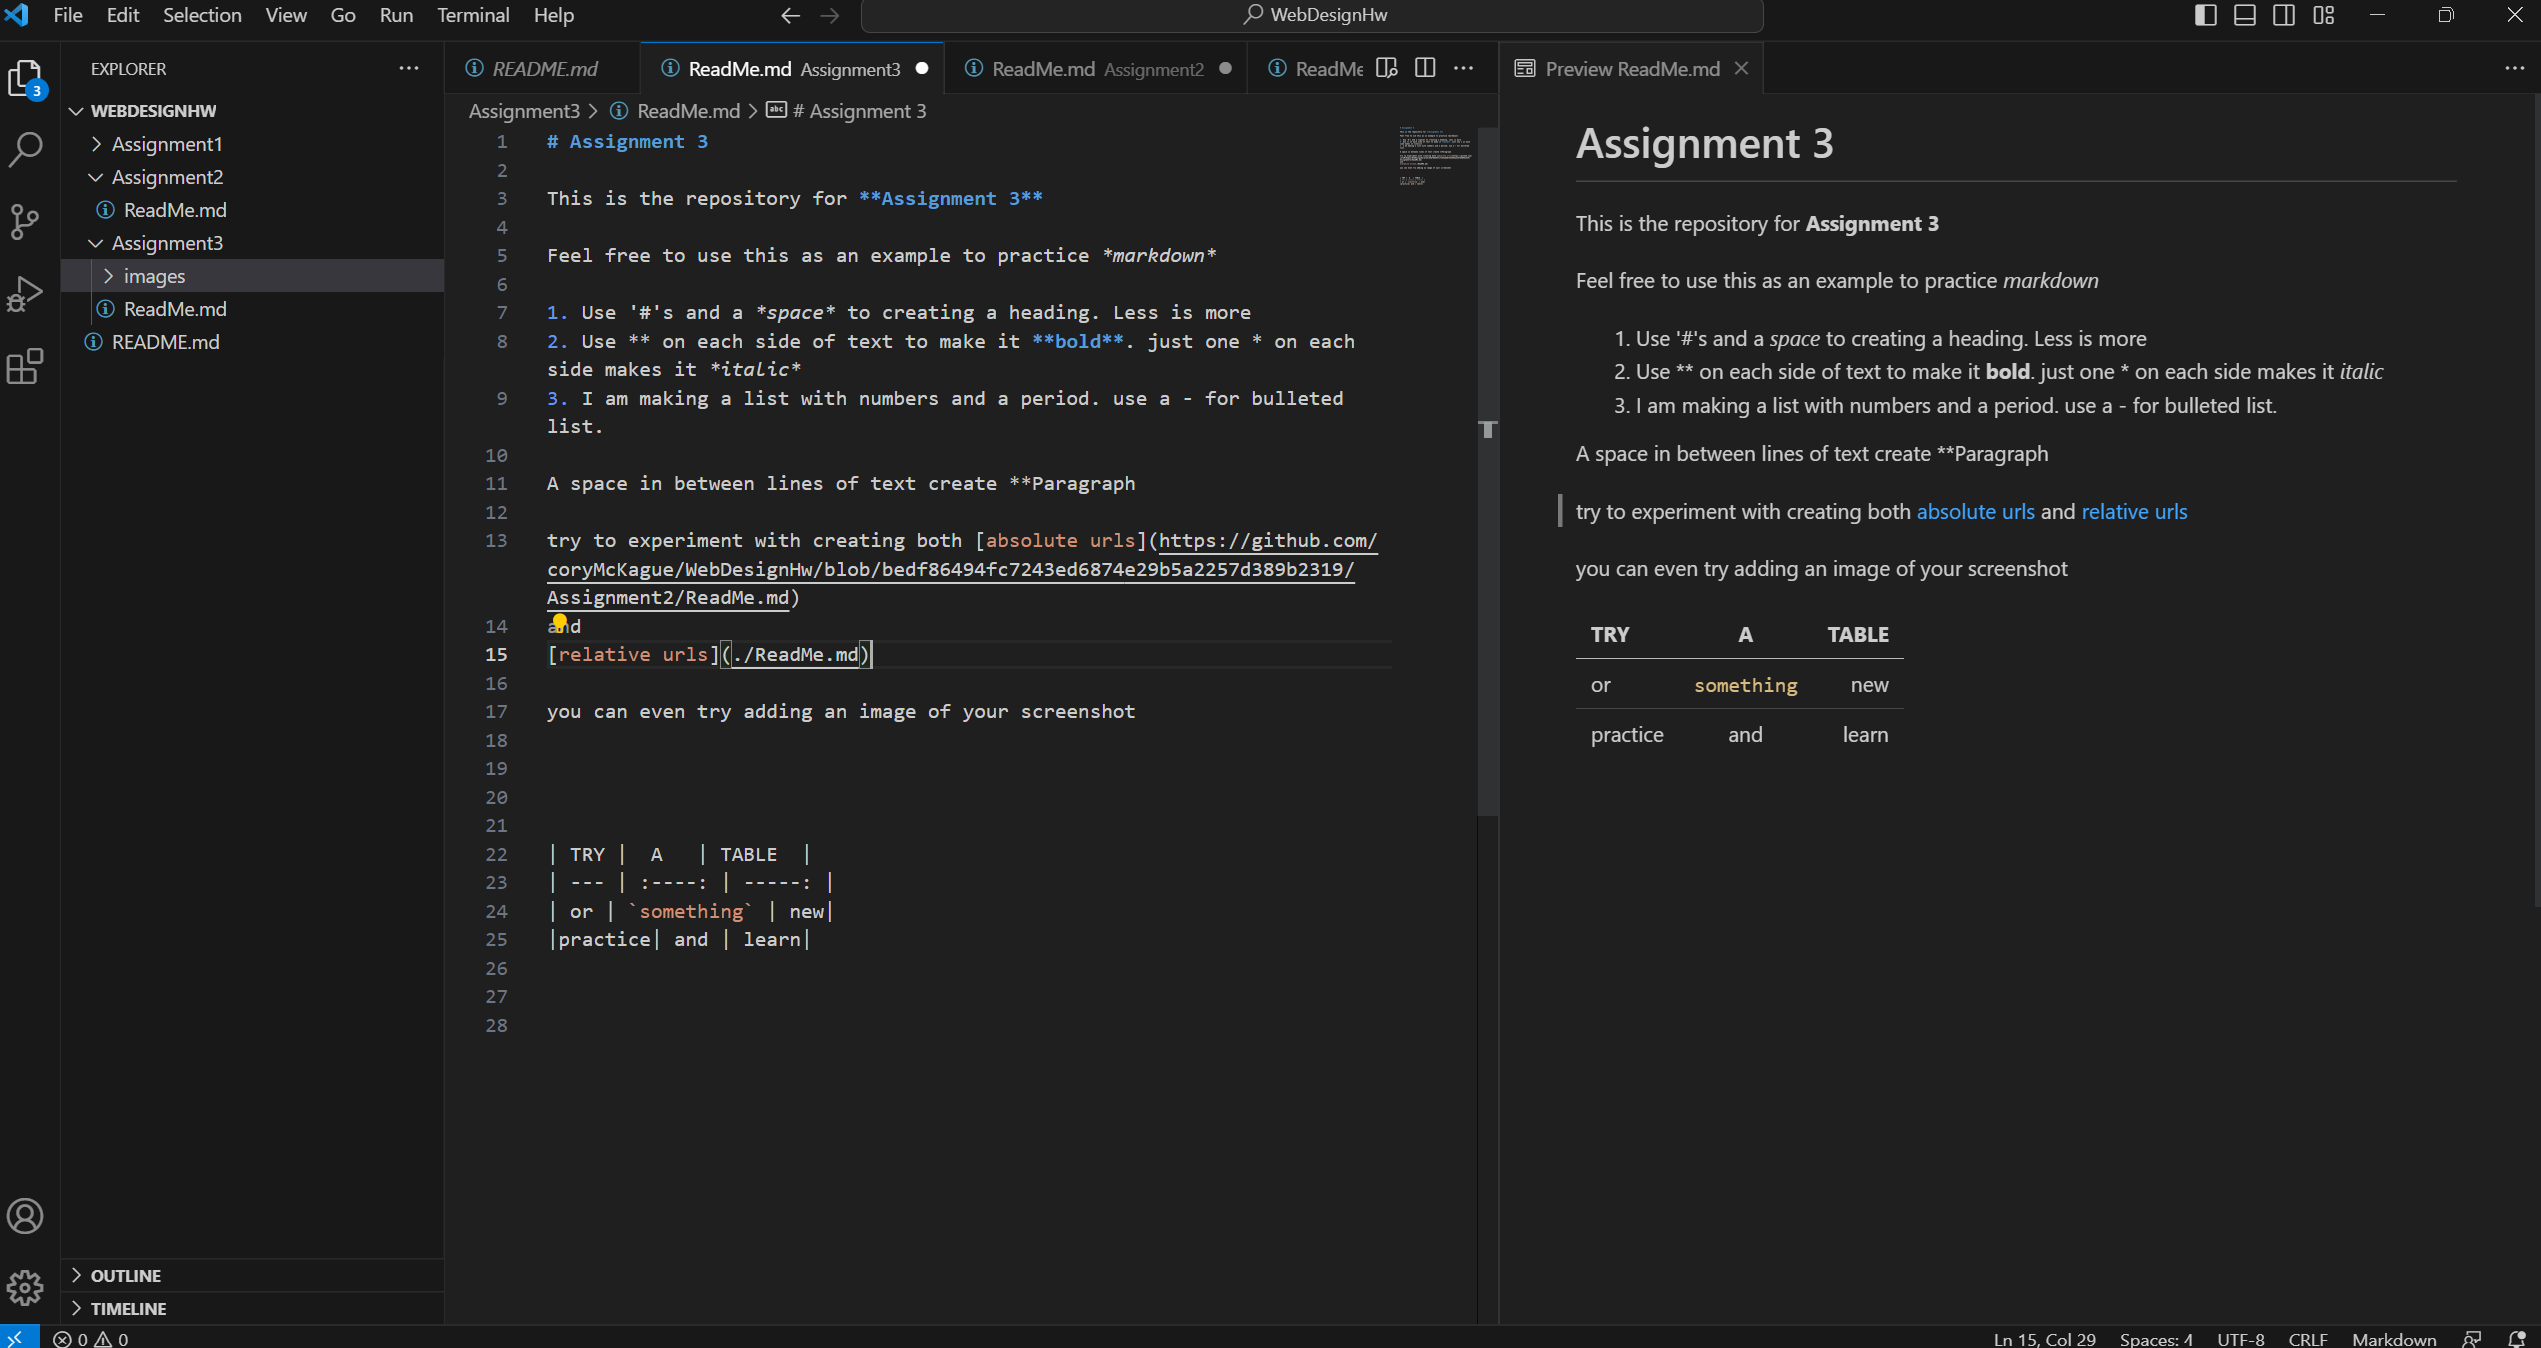 File Edit Selection View Go Run Terminal Help
WebDesignHw
EXPLORER
3
WEBDESIGNHW
Assignment1
Assignment2
ReadMe.md
Assignment3
images
ReadMe.md
README.md
OUTLINE
TIMELINE
README.md ReadMe.md Assignment3 ReadMe.md Assignment2 ReadMe
Assignment3 > ReadMe.md > abc # Assignment 3
1 # Assignment 3
2
3 This is the repository for **Assignment 3**
4
5 Feel free to use this as an example to practice *markdown*
6
7 1. Use '#'s and a *space* to creating a heading. Less is more
8 2. Use ** on each side of text to make it **bold**. just one * on each
side makes it *italic*
9 3. I am making a list with numbers and a period. use a - for bulleted
list.
10
11 A space in between lines of text create **Paragraph
12
13 try to experiment with creating both [absolute urls](https://github.com/
coryMcKague/WebDesignHw/blob/bedf86494fc7243ed6874e29b5a2257d389b2319/
Assignment2/ReadMe.md)
14 and
15 [relative urls](./ReadMe.md)
16
17 you can even try adding an image of your screenshot
18
19
20
21
22 | TRY | A | TABLE |
23 | --- | :----: | -----: |
24 | or | `something` | new|
25 |practice| and | learn|
26
27
28
Preview ReadMe.md
Assignment 3
This is the repository for Assignment 3
Feel free to use this as an example to practice markdown
1. Use '#'s and a space to creating a heading. Less is more
2. Use ** on each side of text to make it bold. just one * on each side makes it italic
3. I am making a list with numbers and a period. use a - for bulleted list.
A space in between lines of text create **Paragraph
try to experiment with creating both absolute urls and relative urls
you can even try adding an image of your screenshot
TRY A TABLE
or something new
practice and learn
0 0
Ln 15, Col 29 Spaces: 4 UTF-8 CRLF Markdown